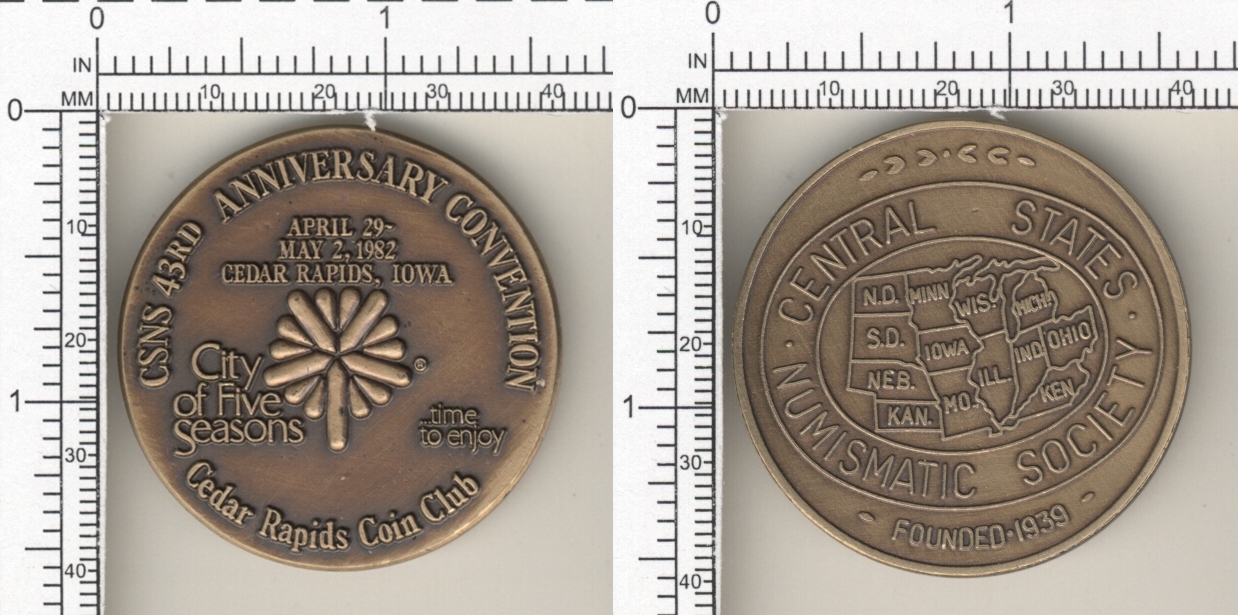 0 1
IN
MM 10 20 30 40
0
10
20
1
30
40
CSNS 43RD ANNIVERSARY CONVENTION
APRIL 29-
MAY 2, 1982
CEDAR RAPIDS, IOWA
City
of Five
Seasons
®
...time
to enjoy
Cedar Rapids Coin Club
0 1
IN
MM 10 20 30 40
0
10
20
1
30
40
· CENTRAL STATES ·
NUMISMATIC SOCIETY
N.D. MINN. WIS. MICH.
S.D. IOWA ILL. IND. OHIO
NEB. MO. KEN.
KAN.
FOUNDED·1939